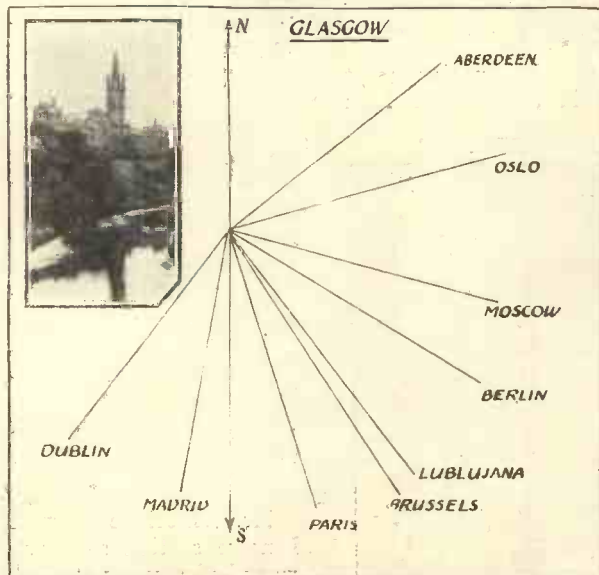 N
GLASGOW
ABERDEEN
OSLO
MOSCOW
BERLIN
DUBLIN
LUBLUJANA
MADRID
BRUSSELS
PARIS
S